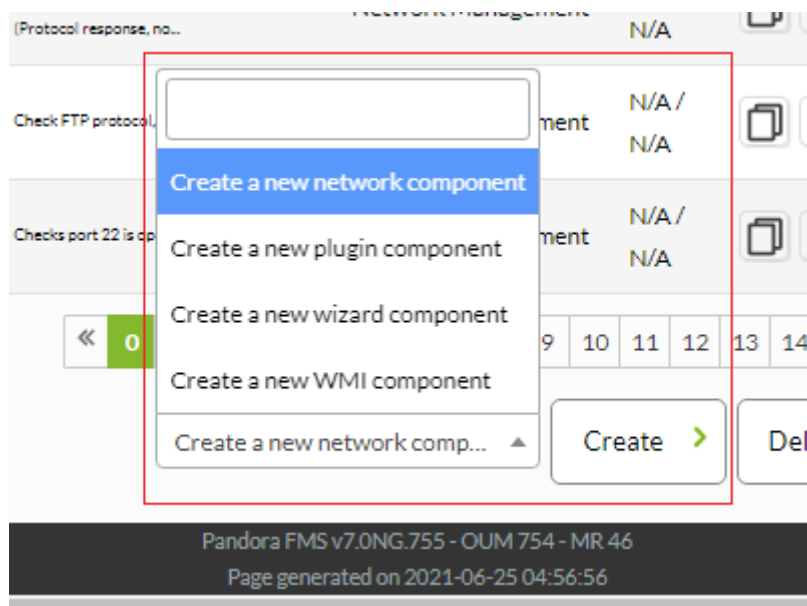 (Protocol response, no...
N/A
Check FTP protocol,
ment
N/A /
N/A
Create a new network component
Checks port 22 is op
Create a new plugin component
ment
N/A /
N/A
Create a new wizard component
« 0
9 10 11 12 13 14
Create a new WMI component
Create a new network comp...
Create >
Del
Pandora FMS v7.0NG.755 - OUM 754 - MR 46
Page generated on 2021-06-25 04:56:56